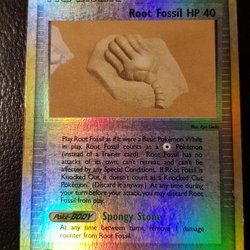 Root Fossil HP 40
Illus. Ryo Ueda
Play Root Fossil as if it were a Basic Pokémon. While
in play, Root Fossil counts as a Pokémon
(instead of a Trainer card). Root Fossil has no
attacks of its own, can't retreat, and can't be
affected by any Special Conditions. If Root Fossil is
Knocked Out, it doesn't count as a Knocked Out
Pokémon. (Discard it anyway.) At any time during
your turn before your attack, you may discard Root
Fossil from play.
Poké-BODY Spongy Stone
At any time between turns, remove 1 damage
counter from Root Fossil.